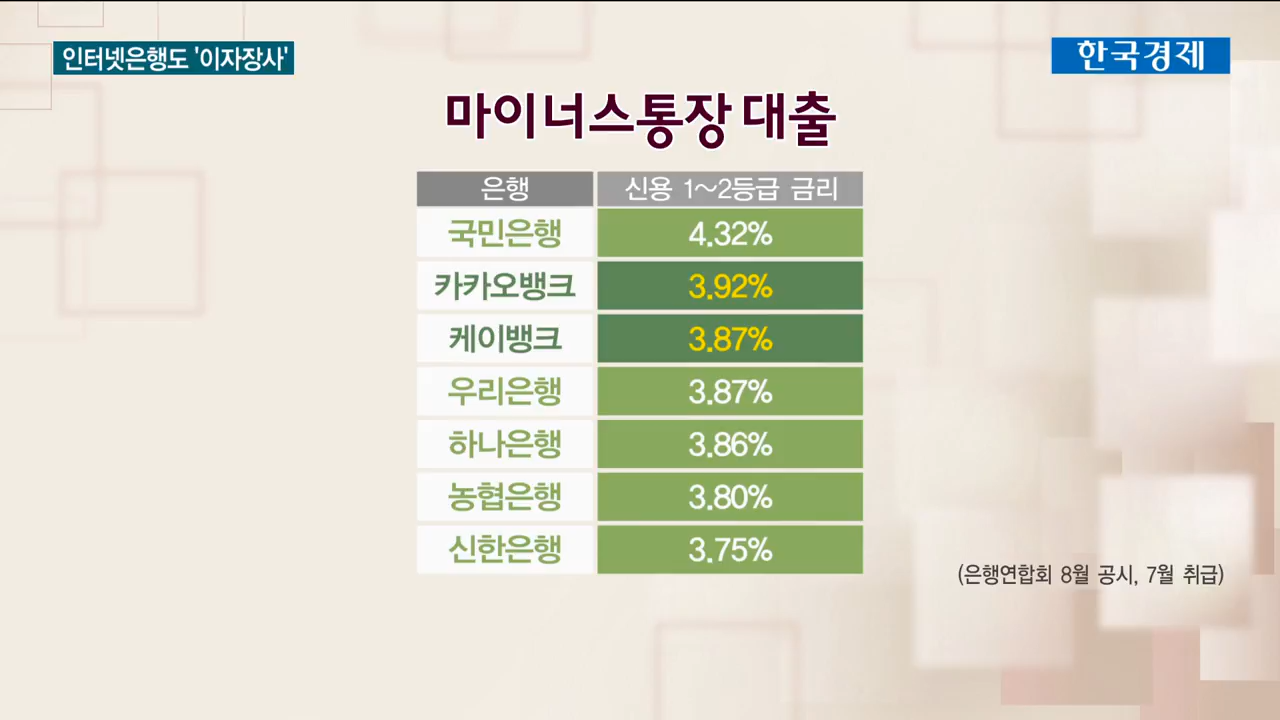 인터넷은행도 '이자장사'
한국경제
마이너스통장 대출
은행 신용 1~2등급 금리
국민은행 4.32%
카카오뱅크 3.92%
케이뱅크 3.87%
우리은행 3.87%
하나은행 3.86%
농협은행 3.80%
신한은행 3.75%
(은행연합회 8월 공시, 7월 취급)